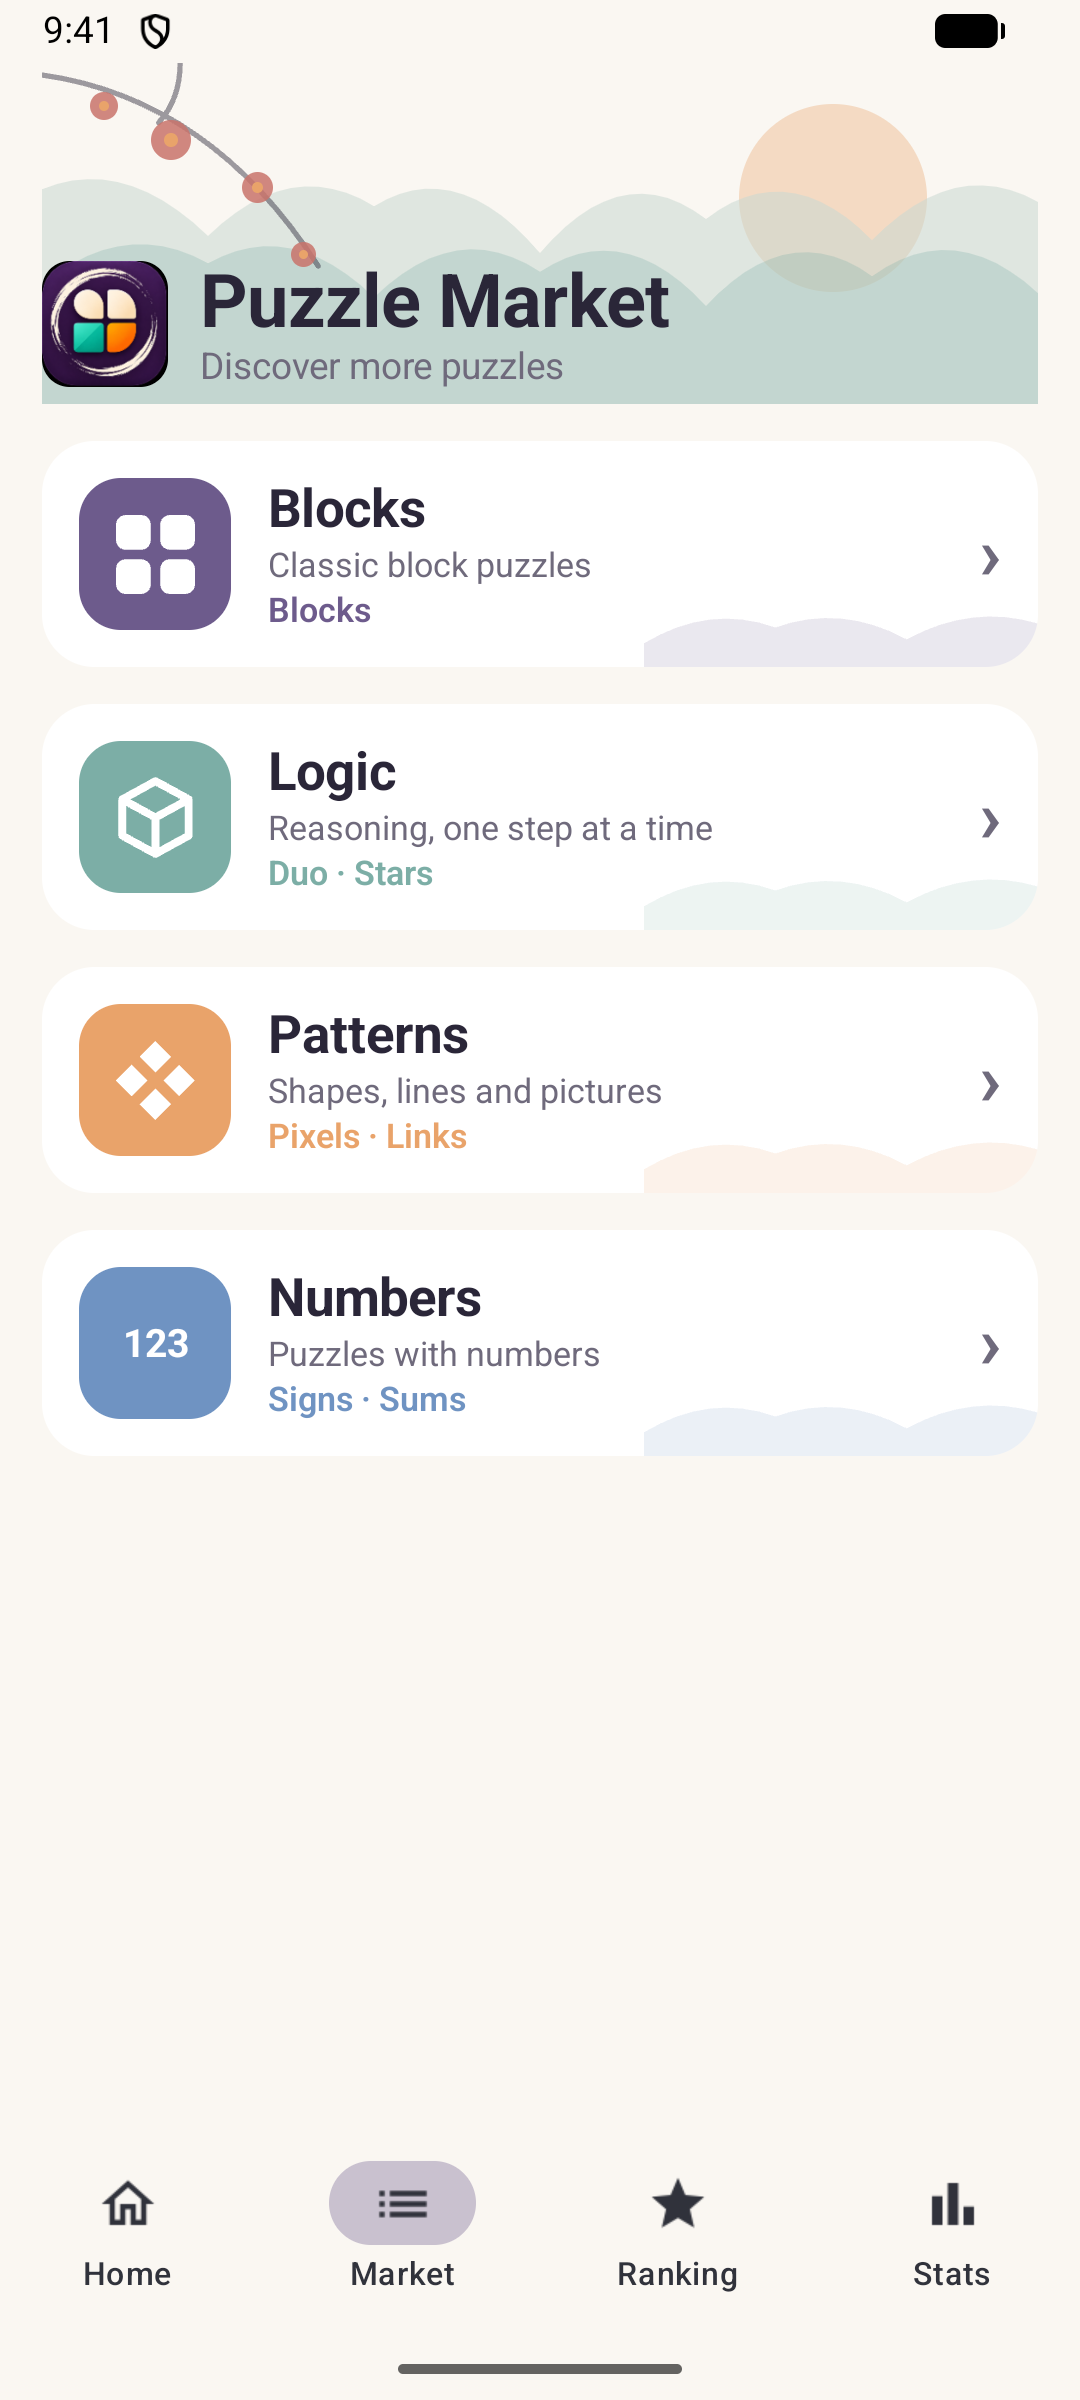 9:41
Puzzle Market
Discover more puzzles
Blocks
Classic block puzzles
Blocks
Logic
Reasoning, one step at a time
Duo · Stars
Patterns
Shapes, lines and pictures
Pixels · Links
123
Numbers
Puzzles with numbers
Signs · Sums
Home
Market
Ranking
Stats